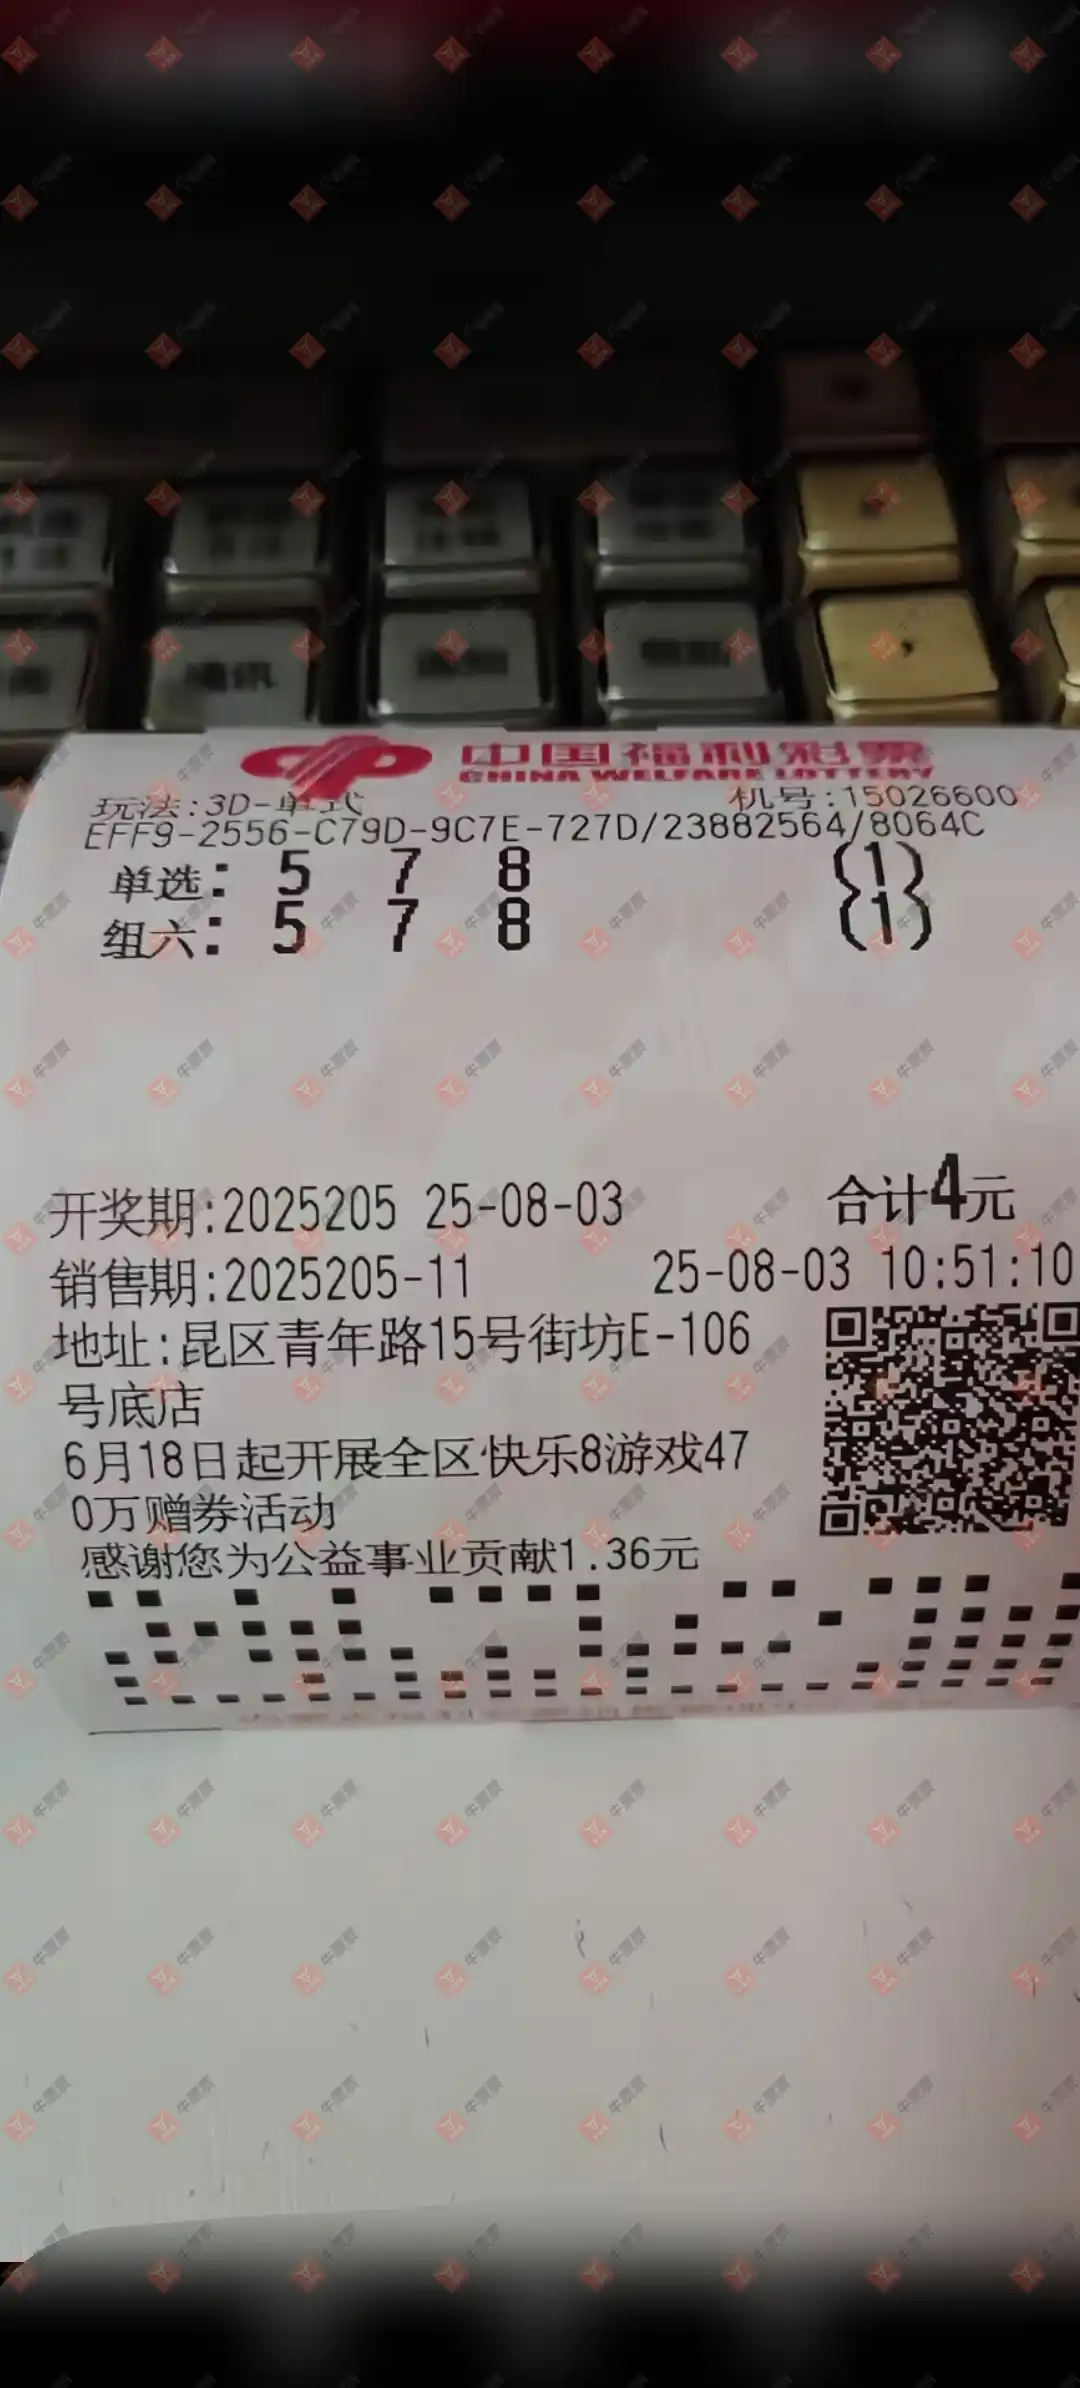 中国福利彩票
CHINA WELFARE LOTTERY
玩法:3D-单式 机号:15026600
EFF9-2556-C79D-9C7E-727D/23882564/8064C
单选: 5 7 8 (1)
组六: 5 7 8 (1)
开奖期:2025205 25-08-03 合计4元
销售期:2025205-11 25-08-03 10:51:10
地址:昆区青年路15号街坊E-106
号底店
6月18日起开展全区快乐8游戏47
0万赠券活动
感谢您为公益事业贡献1.36元